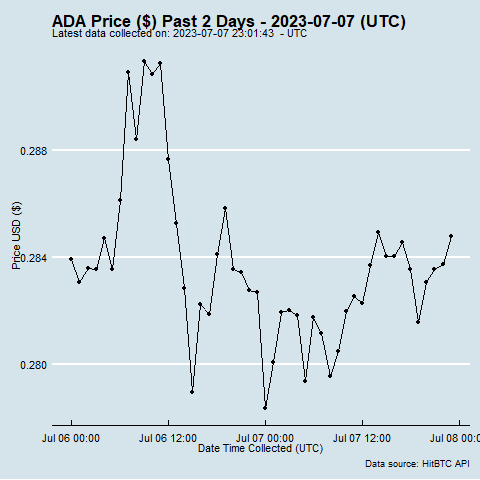 ADA Price ($) Past 2 Days - 2023-07-07 (UTC)
Latest data collected on: 2023-07-07 23:01:43  - UTC
0.288
0.284
0.280
Price USD ($)
Jul 06 00:00
Jul 06 12:00
Jul 07 00:00
Jul 07 12:00
Jul 08 00:00
Date Time Collected (UTC)
Data source: HitBTC API